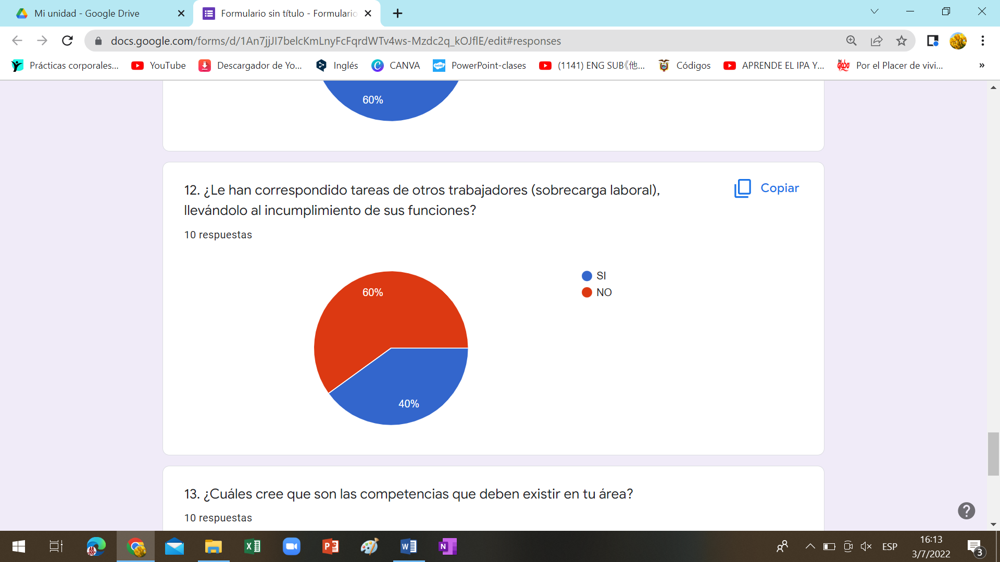 Mi unidad - Google Drive
Formulario sin título - Formulario
docs.google.com/forms/d/1An7jjJI7belcKmLnyFcFqrdWTv4ws-Mzdc2q_kOJflE/edit#responses
Prácticas corporales...
YouTube
Descargador de Yo...
Inglés
CANVA
PowerPoint-clases
(1141) ENG SUB《他...
Códigos
APRENDE EL IPA Y...
Por el Placer de vivi...
»
60%
12. ¿Le han correspondido tareas de otros trabajadores (sobrecarga laboral),
llevándolo al incumplimiento de sus funciones?
Copiar
10 respuestas
SI
NO
60%
40%
13. ¿Cuáles cree que son las competencias que deben existir en tu área?
10 respuestas
ESP
16:13
3/7/2022
3